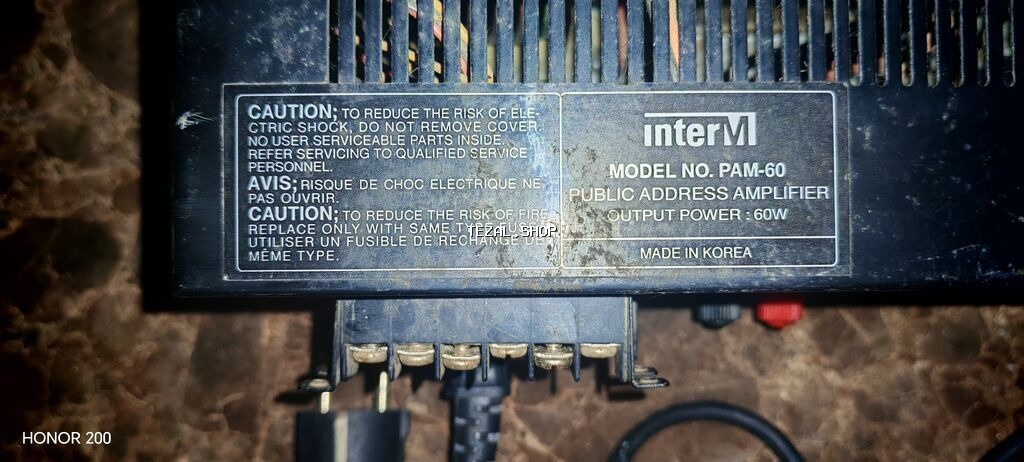 CAUTION; TO REDUCE THE RISK OF ELE-
CTRIC SHOCK, DO NOT REMOVE COVER.
NO USER SERVICEABLE PARTS INSIDE.
REFER SERVICING TO QUALIFIED SERVICE
PERSONNEL.
AVIS; RISQUE DE CHOC ELECTRIQUE NE
PAS OUVRIR.
CAUTION; TO REDUCE THE RISK OF FIRE
REPLACE ONLY WITH SAME TYPE FUSE
UTILISER UN FUSIBLE DE RECHANGE DE
MÊME TYPE.
interM
MODEL NO. PAM-60
PUBLIC ADDRESS AMPLIFIER
OUTPUT POWER : 60W
MADE IN KOREA
TEZAL_SHOP
HONOR 200